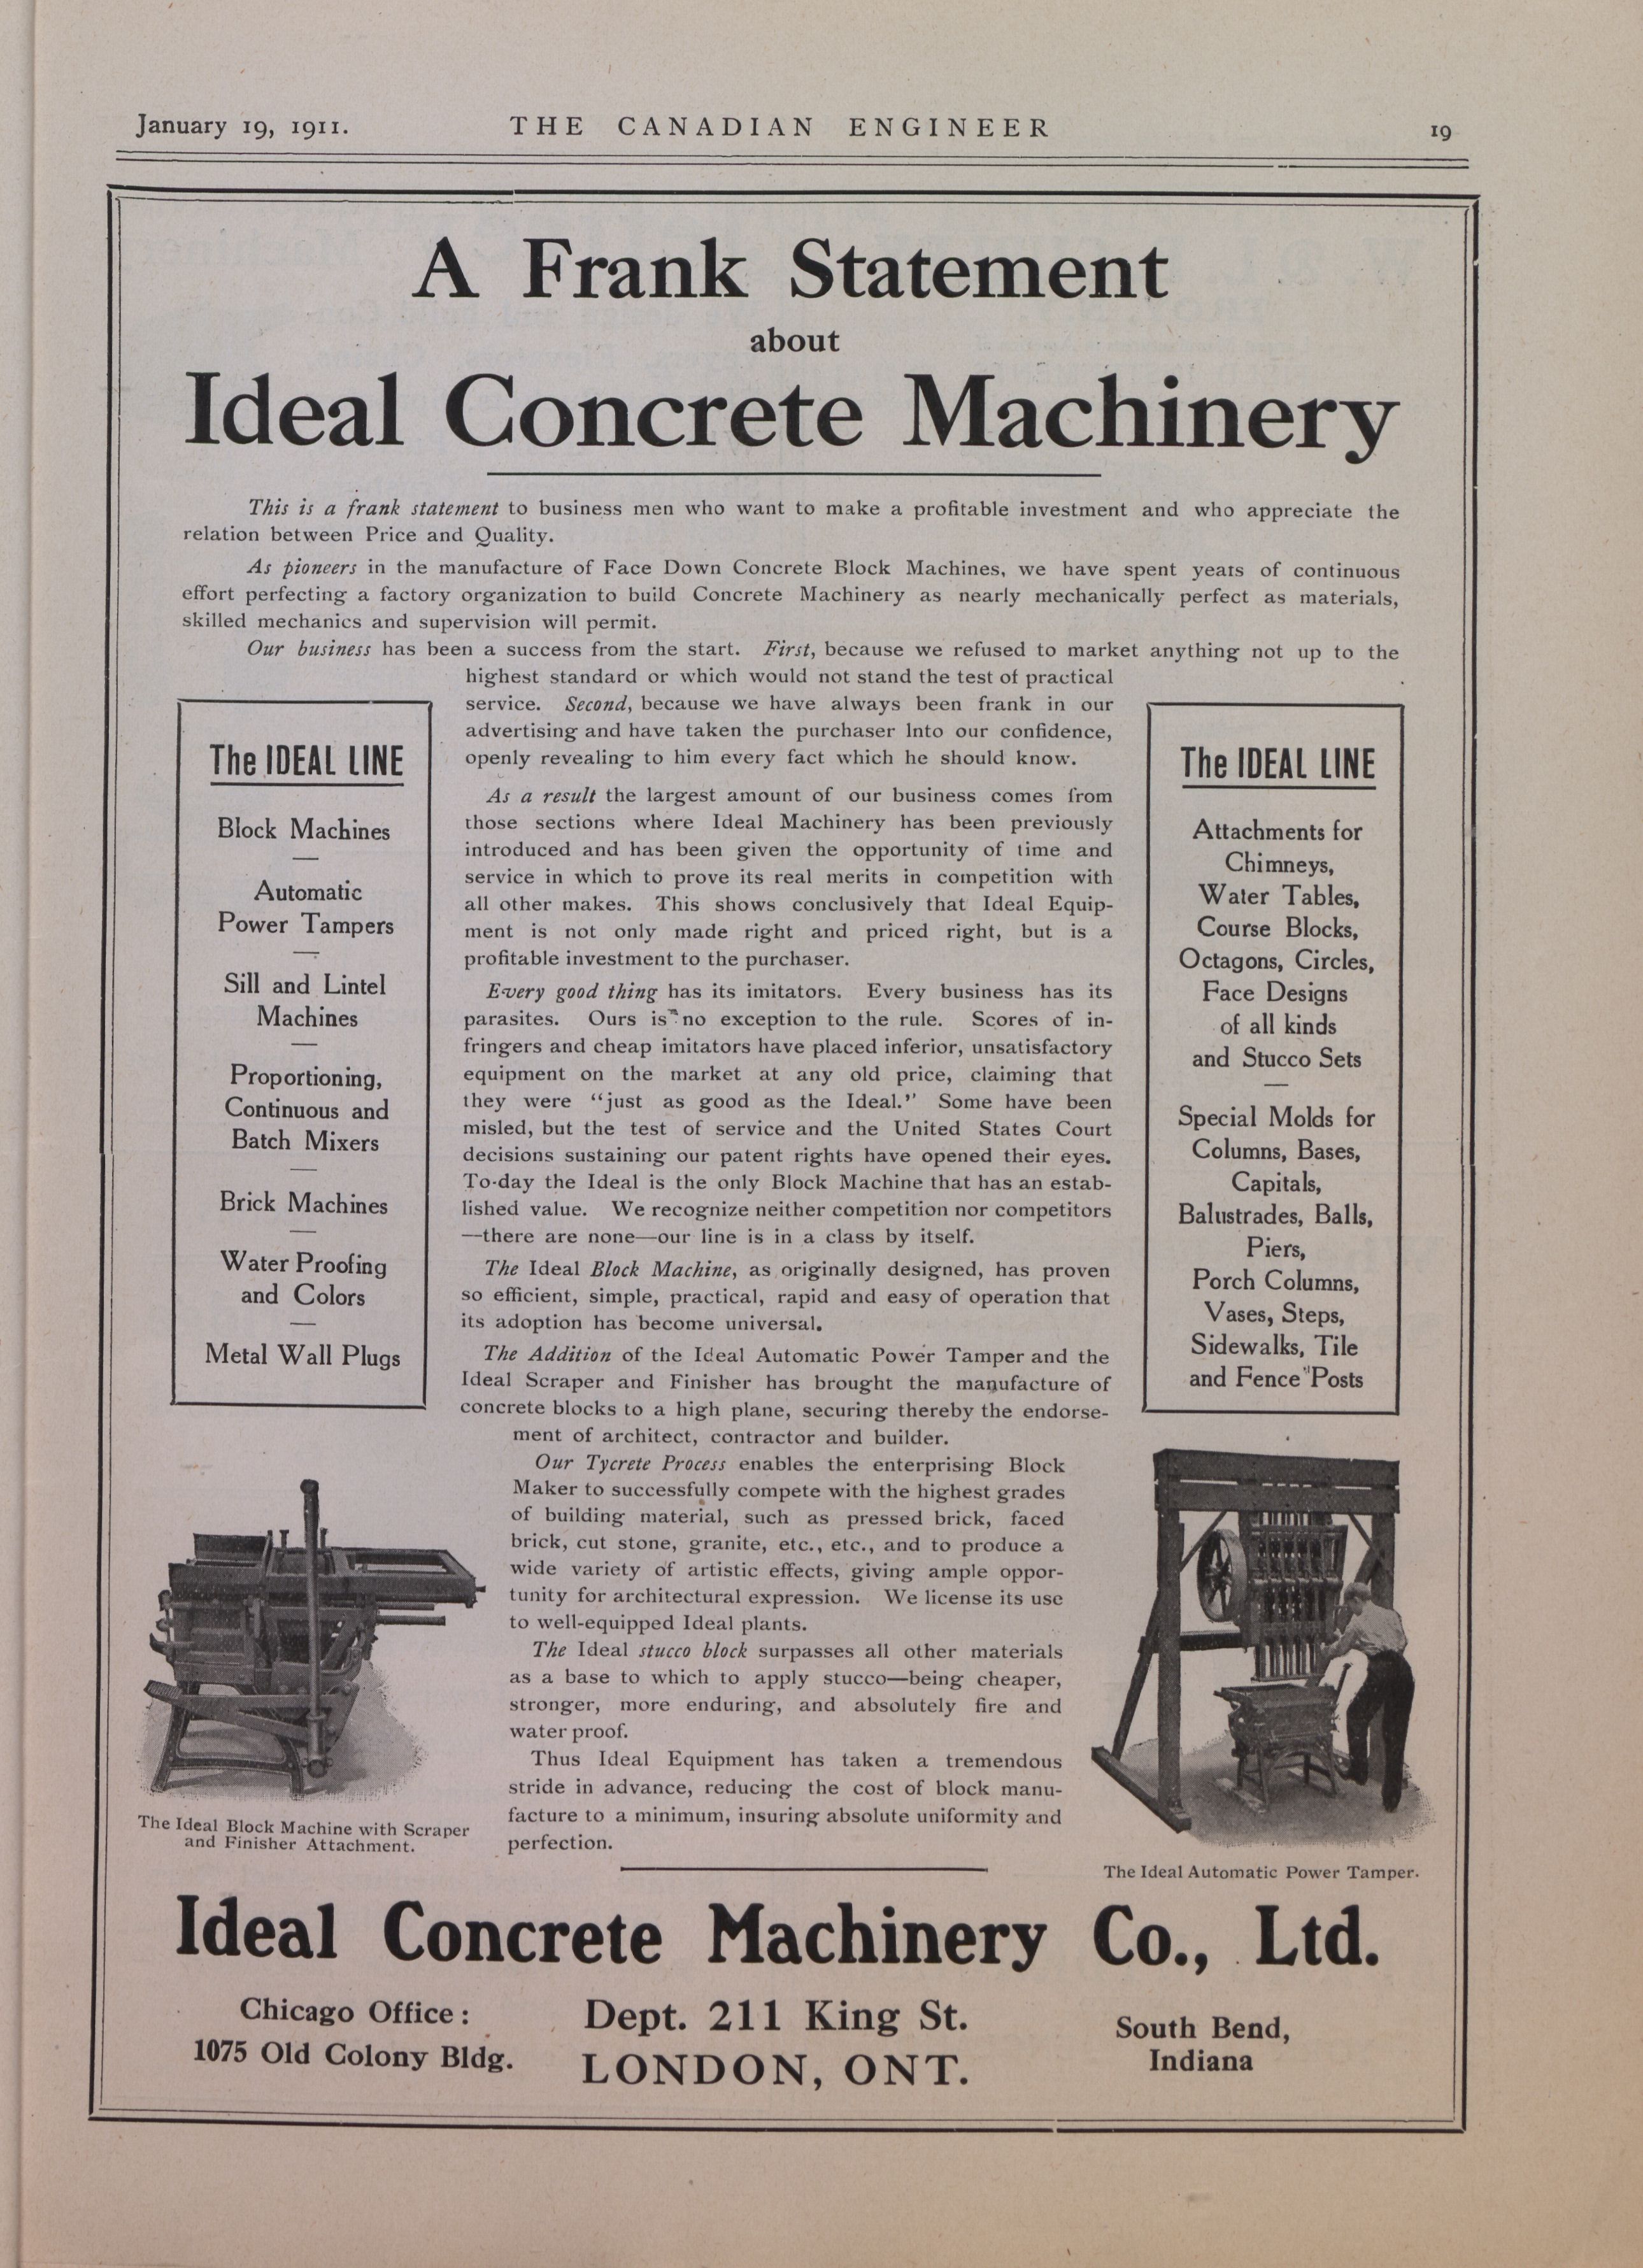 January 19, 1911.
THE CANADIAN ENGINEER
19
A Frank Statement
about
Ideal Concrete Machinery
This is a frank statement to business men who want to make a profitable investment and who appreciate the
relation between Price and Quality.
As pioneers in the manufacture of Face Down Concrete Block Machines, we have spent years of continuous
effort perfecting a factory organization to build Concrete Machinery as nearly mechanically perfect as materials,
skilled mechanics and supervision will permit.
Our business has been a success from the start. First, because we refused to market anything not up to the
highest standard or which would not stand the test of practical
service. Second, because we have always been frank in our
advertising and have taken the purchaser Into our confidence,
openly revealing to him every fact which he should know.
As a result the largest amount of our business comes from
those sections where Ideal Machinery has been previously
introduced and has been given the opportunity of time and
service in which to prove its real merits in competition with
all other makes. This shows conclusively that Ideal Equip-
ment is not only made right and priced right, but is a
profitable investment to the purchaser.
Every good thing has its imitators. Every business has its
parasites. Ours is no exception to the rule. Scores of in-
fringers and cheap imitators have placed inferior, unsatisfactory
equipment on the market at any old price, claiming that
they were “just as good as the Ideal.” Some have been
misled, but the test of service and the United States Court
decisions sustaining our patent rights have opened their eyes.
To-day the Ideal is the only Block Machine that has an estab-
lished value. We recognize neither competition nor competitors
—there are none—our line is in a class by itself.
The Ideal Block Machine, as originally designed, has proven
so efficient, simple, practical, rapid and easy of operation that
its adoption has become universal.
The Addition of the Ideal Automatic Power Tamper and the
Ideal Scraper and Finisher has brought the manufacture of
concrete blocks to a high plane, securing thereby the endorse-
ment of architect, contractor and builder.
Our Tycrete Process enables the enterprising Block
Maker to successfully compete with the highest grades
of building material, such as pressed brick, faced
brick, cut stone, granite, etc., etc., and to produce a
wide variety of artistic effects, giving ample oppor-
tunity for architectural expression. We license its use
to well-equipped Ideal plants.
The Ideal stucco block surpasses all other materials
as a base to which to apply stucco—being cheaper,
stronger, more enduring, and absolutely fire and
water proof.
Thus Ideal Equipment has taken a tremendous
stride in advance, reducing the cost of block manu-
facture to a minimum, insuring absolute uniformity and
perfection.
The IDEAL LINE
Block Machines
—
Automatic
Power Tampers
—
Sill and Lintel
Machines
—
Proportioning,
Continuous and
Batch Mixers
—
Brick Machines
—
Water Proofing
and Colors
—
Metal Wall Plugs
The IDEAL LINE
Attachments for
Chimneys,
Water Tables,
Course Blocks,
Octagons, Circles,
Face Designs
of all kinds
and Stucco Sets
—
Special Molds for
Columns, Bases,
Capitals,
Balustrades, Balls,
Piers,
Porch Columns,
Vases, Steps,
Sidewalks, Tile
and Fence Posts
The Ideal Block Machine with Scraper
and Finisher Attachment.
The Ideal Automatic Power Tamper.
Ideal Concrete Machinery Co., Ltd.
Chicago Office:
1075 Old Colony Bldg.
Dept. 211 King St.
LONDON, ONT.
South Bend,
Indiana